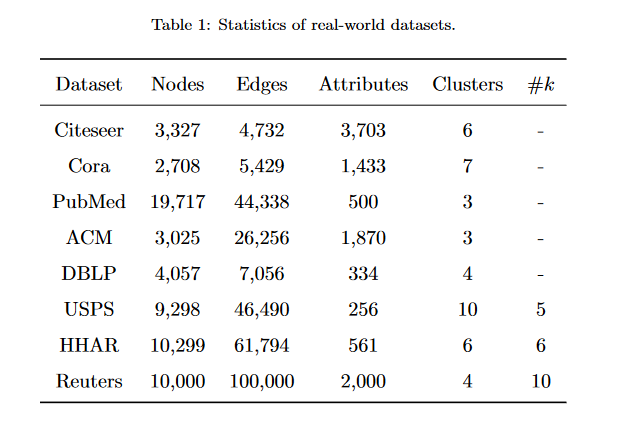 Table 1: Statistics of real-world datasets.
Dataset Nodes Edges Attributes Clusters #k
Citeseer 3,327 4,732 3,703 6 -
Cora 2,708 5,429 1,433 7 -
PubMed 19,717 44,338 500 3 -
ACM 3,025 26,256 1,870 3 -
DBLP 4,057 7,056 334 4 -
USPS 9,298 46,490 256 10 5
HHAR 10,299 61,794 561 6 6
Reuters 10,000 100,000 2,000 4 10